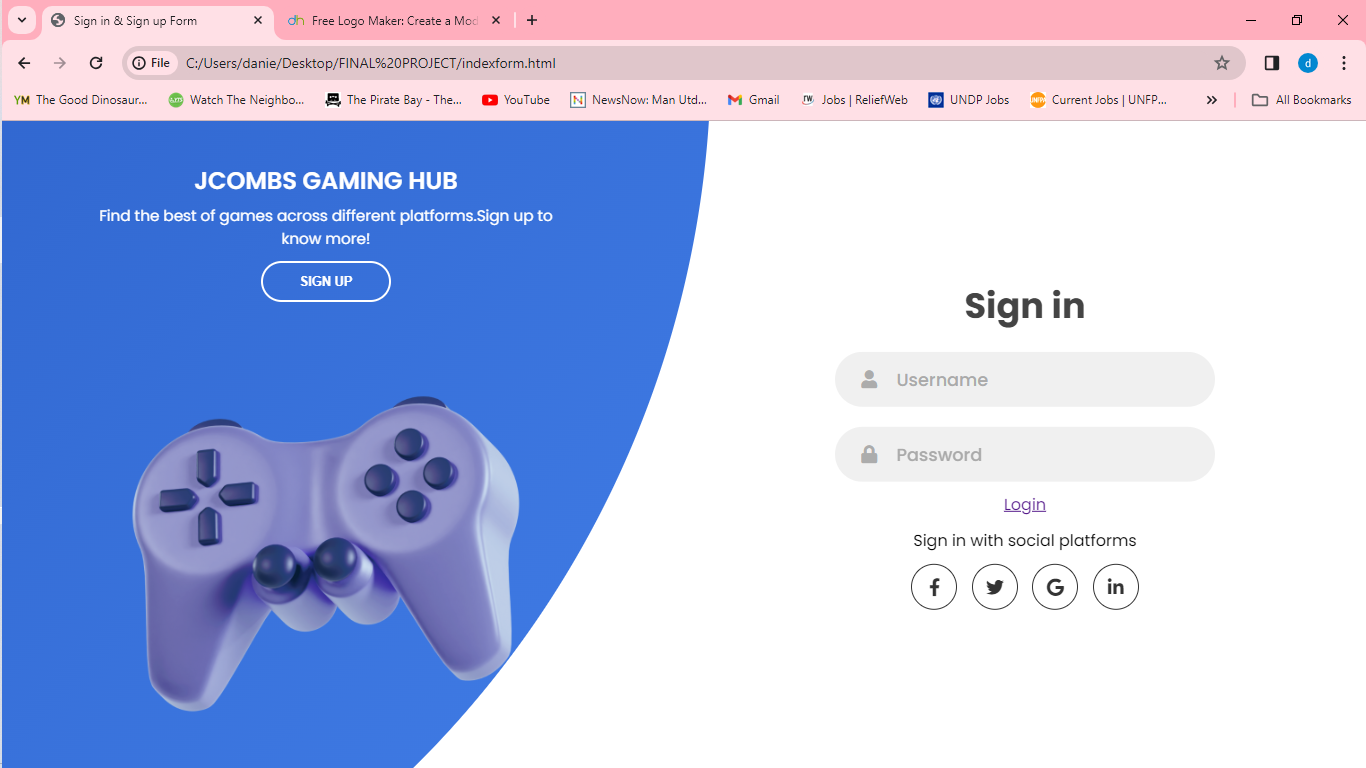 Sign in & Sign up Form
Free Logo Maker: Create a Mod
File
C:/Users/danie/Desktop/FINAL%20PROJECT/indexform.html
d
YM The Good Dinosaur...
Watch The Neighbo...
The Pirate Bay - The...
YouTube
N NewsNow: Man Utd...
Gmail
rw Jobs | ReliefWeb
UNDP Jobs
Current Jobs | UNFP...
All Bookmarks
JCOMBS GAMING HUB
Find the best of games across different platforms.Sign up to
know more!
SIGN UP
Sign in
Username
Password
Login
Sign in with social platforms